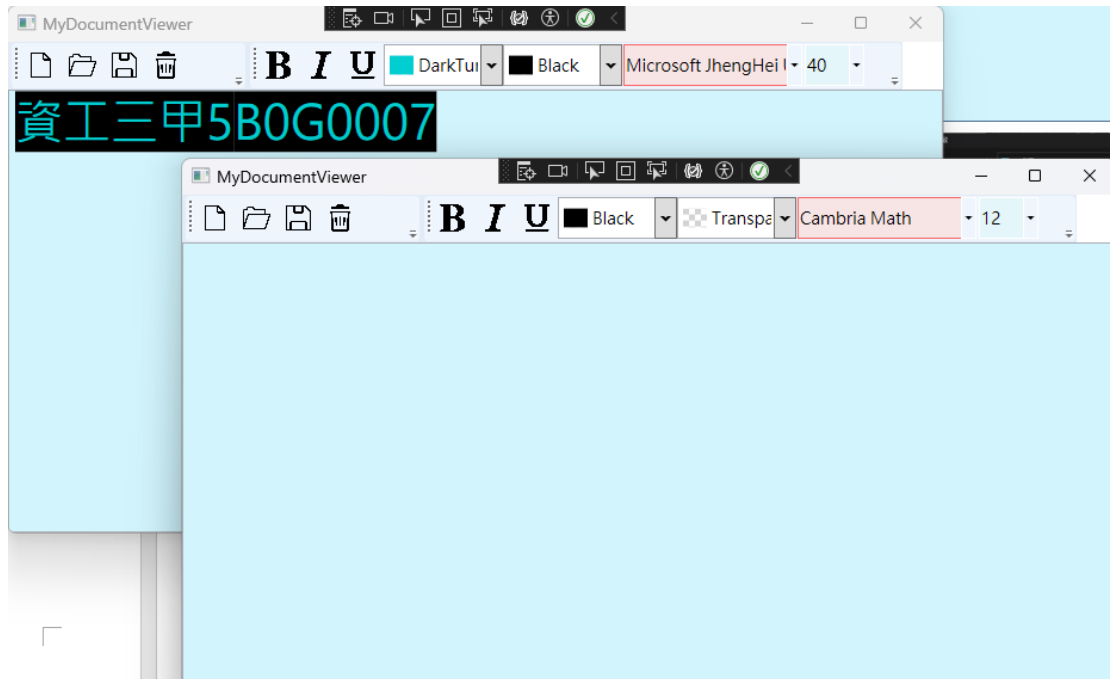 MyDocumentViewer
B I U DarkTur Black Microsoft JhengHei U 40
資工三甲5B0G0007
MyDocumentViewer
B I U Black Transpa Cambria Math 12